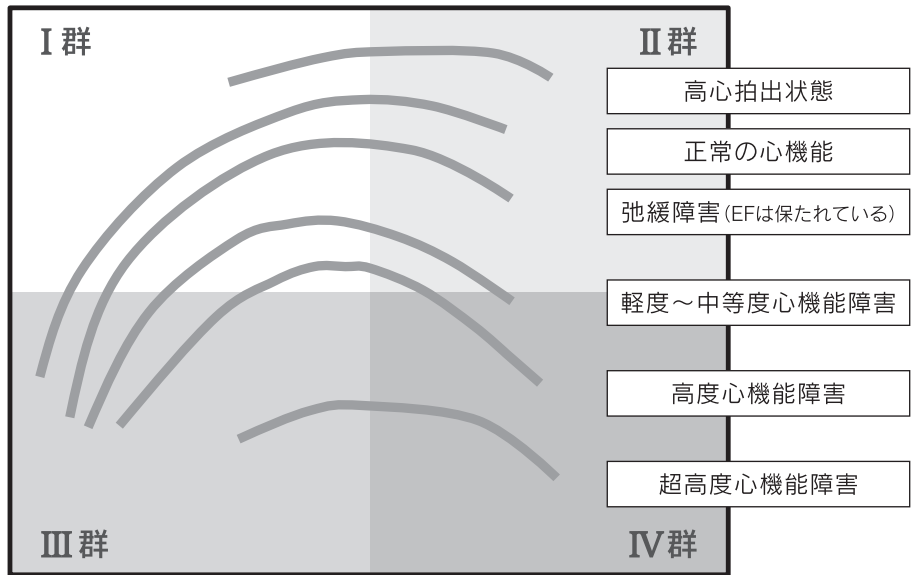 Ⅰ群
Ⅱ群
高心拍出状態
正常の心機能
弛緩障害(EFは保たれている)
軽度〜中等度心機能障害
高度心機能障害
超高度心機能障害
Ⅲ群
Ⅳ群